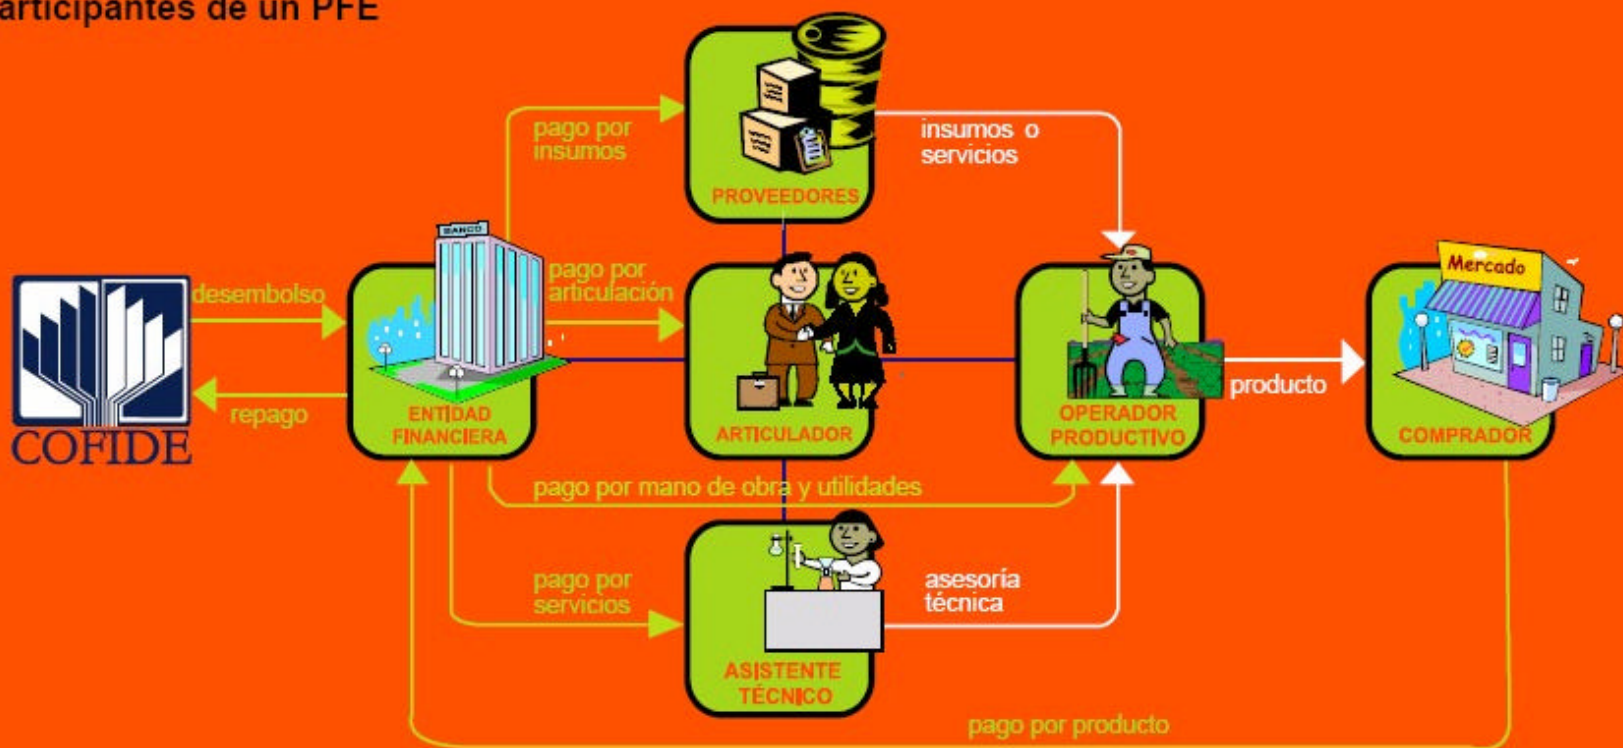 articipantes de un PFE
pago por
insumos
PROVEEDORES
insumos o
servicios
BANCO
desembolso
repago
COFIDE
ENTIDAD
FINANCIERA
pago por
articulación
ARTICULADOR
OPERADOR
PRODUCTIVO
producto
Mercado
COMPRADOR
pago por mano de obra y utilidades
pago por
servicios
ASISTENTE
TÉCNICO
asesoría
técnica
pago por producto